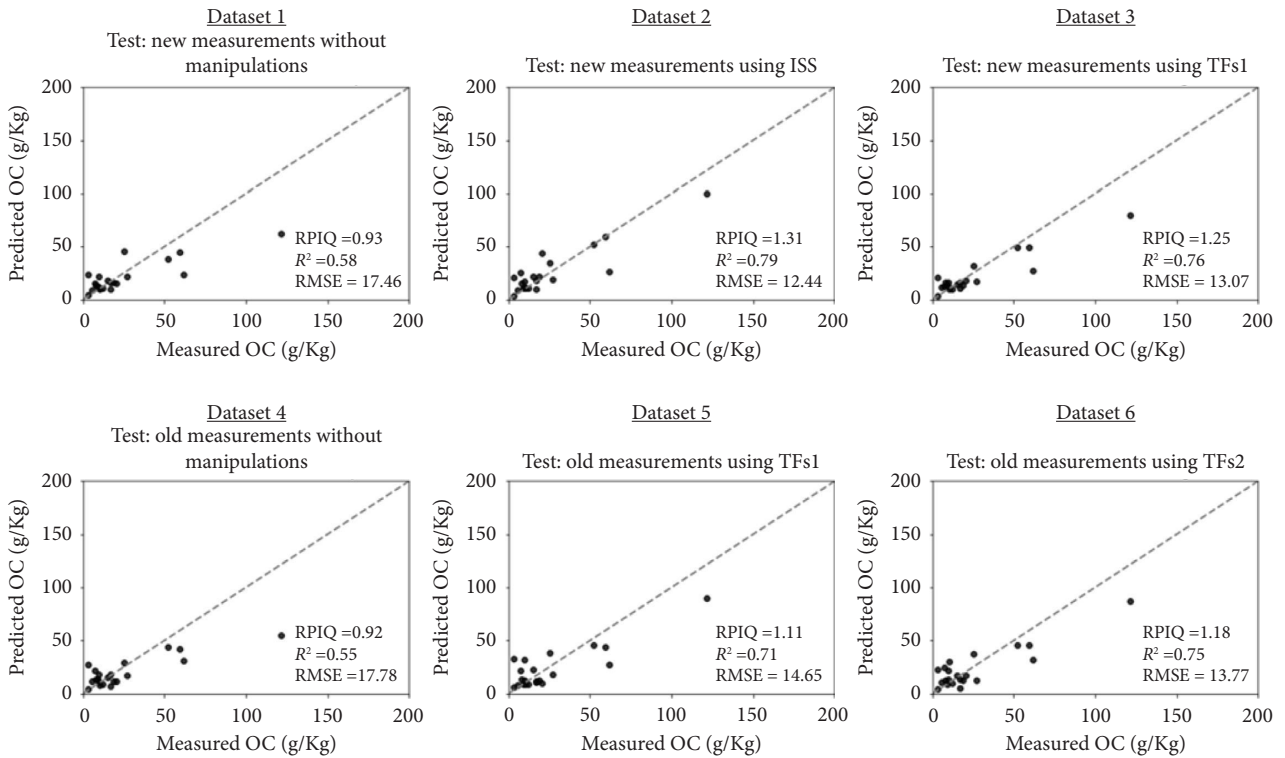 Dataset 1
Test: new measurements without
manipulations
200
150
100
50
0
Predicted OC (g/Kg)
RPIQ =0.93
R² = 0.58
RMSE = 17.46
0 50 100 150 200
Measured OC (g/Kg)
Dataset 2
Test: new measurements using ISS
200
150
100
50
0
Predicted OC (g/Kg)
RPIQ =1.31
R² = 0.79
RMSE = 12.44
0 50 100 150 200
Measured OC (g/Kg)
Dataset 3
Test: new measurements using TFs1
200
150
100
50
0
Predicted OC (g/Kg)
RPIQ =1.25
R² = 0.76
RMSE = 13.07
0 50 100 150 200
Measured OC (g/Kg)
Dataset 4
Test: old measurements without
manipulations
200
150
100
50
0
Predicted OC (g/Kg)
RPIQ =0.92
R² = 0.55
RMSE =17.78
0 50 100 150 200
Measured OC (g/Kg)
Dataset 5
Test: old measurements using TFs1
200
150
100
50
0
Predicted OC (g/Kg)
RPIQ =1.11
R² = 0.71
RMSE = 14.65
0 50 100 150 200
Measured OC (g/Kg)
Dataset 6
Test: old measurements using TFs2
200
150
100
50
0
Predicted OC (g/Kg)
RPIQ =1.18
R² = 0.75
RMSE = 13.77
0 50 100 150 200
Measured OC (g/Kg)